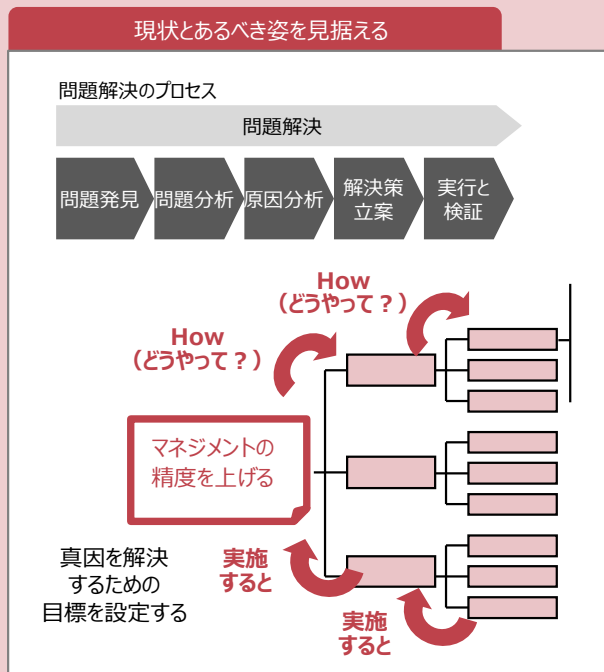 現状とあるべき姿を見据える
問題解決のプロセス
問題解決
問題発見
問題分析
原因分析
解決策
立案
実行と
検証
How
(どうやって？)
How
(どうやって？)
マネジメントの
精度を上げる
真因を解決
するための
目標を設定する
実施
すると
実施
すると